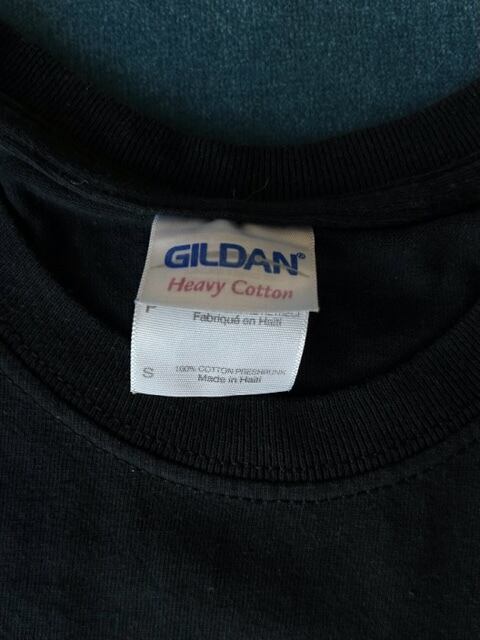 GILDAN®
Heavy Cotton
P
Fabriqué en Haïti
S 100% COTTON PRESHRUNK
Made in Haiti